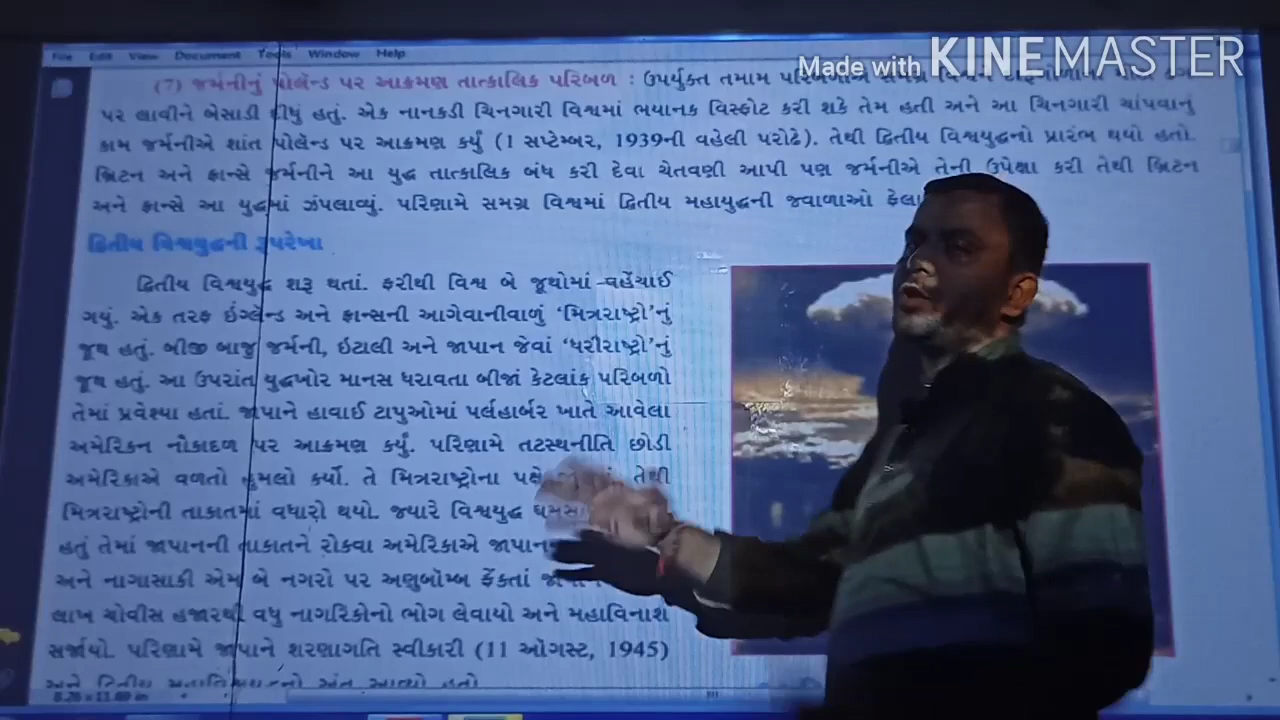 Made with KINEMASTER
File Edit View Document Tools Window Help
(7) જર્મનીનું પોલૅન્ડ પર આક્રમણ તાત્કાલિક પરિબળ : ઉપર્યુક્ત તમામ
પર લાવીને બેસાડી દીધું હતું. એક નાનકડી ચિનગારી વિશ્વમાં ભયાનક વિસ્ફોટ કરી શકે તેમ હતી અને આ ચિનગારી ચાંપવાનું
કામ જર્મનીએ શાંત પોલૅન્ડ પર આક્રમણ કર્યું (1 સપ્ટેમ્બર, 1939ની વહેલી પરોઢે). તેથી દ્વિતીય વિશ્વયુદ્ધનો પ્રારંભ થયો હતો.
બ્રિટન અને ફ્રાન્સે જર્મનીને આ યુદ્ધ તાત્કાલિક બંધ કરી દેવા ચેતવણી આપી પણ જર્મનીએ તેની ઉપેક્ષા કરી તેથી બ્રિટન
અને ફ્રાન્સે આ યુદ્ધમાં ઝંપલાવ્યું. પરિણામે સમગ્ર વિશ્વમાં દ્વિતીય મહાયુદ્ધની જ્વાળાઓ
દ્વિતીય વિશ્વયુદ્ધની રૂપરેખા
દ્વિતીય વિશ્વયુદ્ધ શરૂ થતાં. ફરીથી વિશ્વ બે જૂથોમાં વહેંચાઈ
ગયું. એક તરફ ઇંગ્લૅન્ડ અને ફ્રાન્સની આગેવાનીવાળું ‘મિત્રરાષ્ટ્રો’નું
જૂથ હતું. બીજી બાજુ જર્મની, ઇટાલી અને જાપાન જેવાં ‘ધરીરાષ્ટ્રો’નું
જૂથ હતું. આ ઉપરાંત યુદ્ધખોર માનસ ધરાવતા બીજાં કેટલાંક પરિબળો
તેમાં પ્રવેશ્યા હતાં. જાપાને હાવાઈ ટાપુઓમાં પર્લહાર્બર ખાતે આવેલા
અમેરિકન નૌકાદળ પર આક્રમણ કર્યું. પરિણામે તટસ્થનીતિ છોડી
અમેરિકાએ વળતો હુમલો કર્યો. તે મિત્રરાષ્ટ્રોના પક્ષે તેથી
મિત્રરાષ્ટ્રોની તાકાતમાં વધારો થયો. જ્યારે વિશ્વયુદ્ધ
હતું તેમાં જાપાનની તાકાતને રોકવા અમેરિકાએ જાપાન
અને નાગાસાકી એમ બે નગરો પર અણુબૉમ્બ ફેંકતાં
લાખ ચોવીસ હજારથી વધુ નાગરિકોનો ભોગ લેવાયો અને મહાવિનાશ
સર્જાયો. પરિણામે જાપાને શરણાગતિ સ્વીકારી (11 ઑગસ્ટ, 1945)
અને દ્વિતીય મહાવિશ્વયુદ્ધનો અંત આવ્યો હતો.